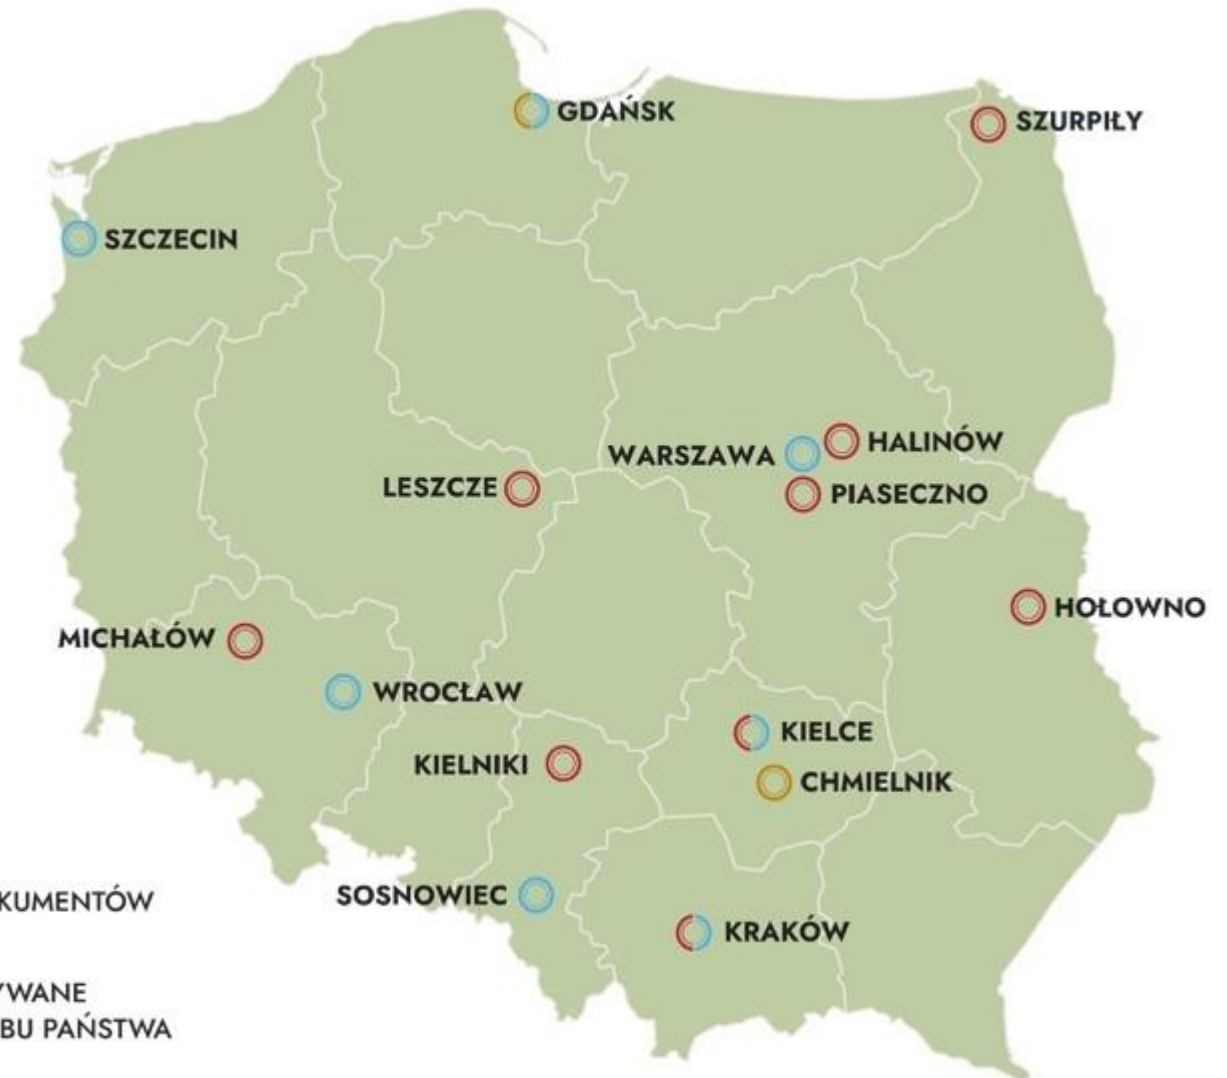 GDAŃSK
SZURPIŁY
SZCZECIN
HALINÓW
WARSZAWA
LESZCZE
PIASECZNO
HOŁOWNO
MICHAŁÓW
WROCŁAW
KIELCE
KIELNIKI
CHMIELNIK
SOSNOWIEC
KUMENTÓW
KRAKÓW
YWANE
BU PAŃSTWA